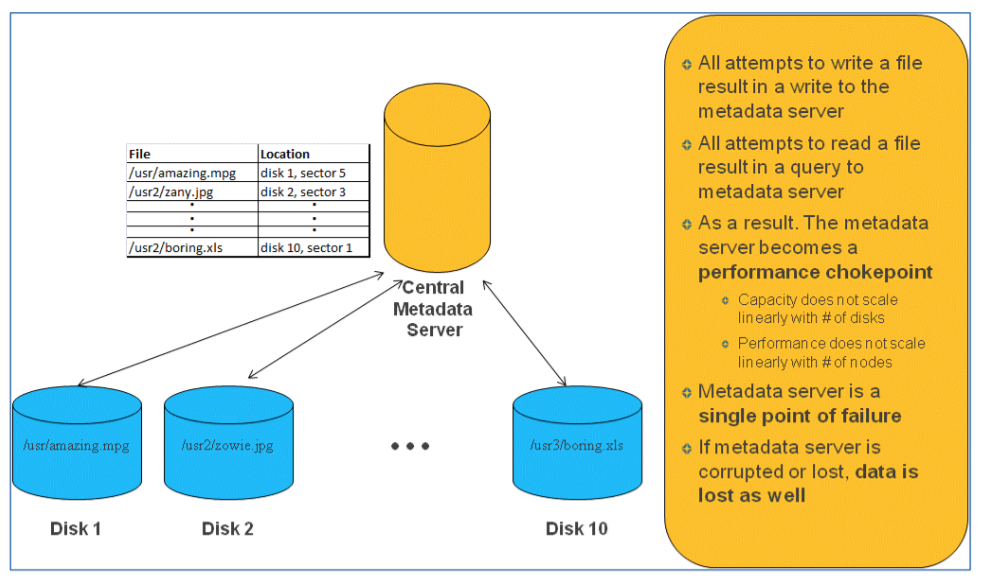 File Location
/usr/amazing.mpg disk 1, sector 5
/usr2/zany.jpg disk 2, sector 3
/usr2/boring.xls disk 10, sector 1
Central
Metadata
Server
/usr/amazing.mpg
/usr2/zowie.jpg
/usr3/boring.xls
Disk 1
Disk 2
Disk 10
All attempts to write a file
result in a write to the
metadata server
All attempts to read a file
result in a query to
metadata server
As a result. The metadata
server becomes a
performance chokepoint
Capacity does not scale
linearly with # of disks
Performance does not scale
linearly with # of nodes
Metadata server is a
single point of failure
If metadata server is
corrupted or lost, data is
lost as well